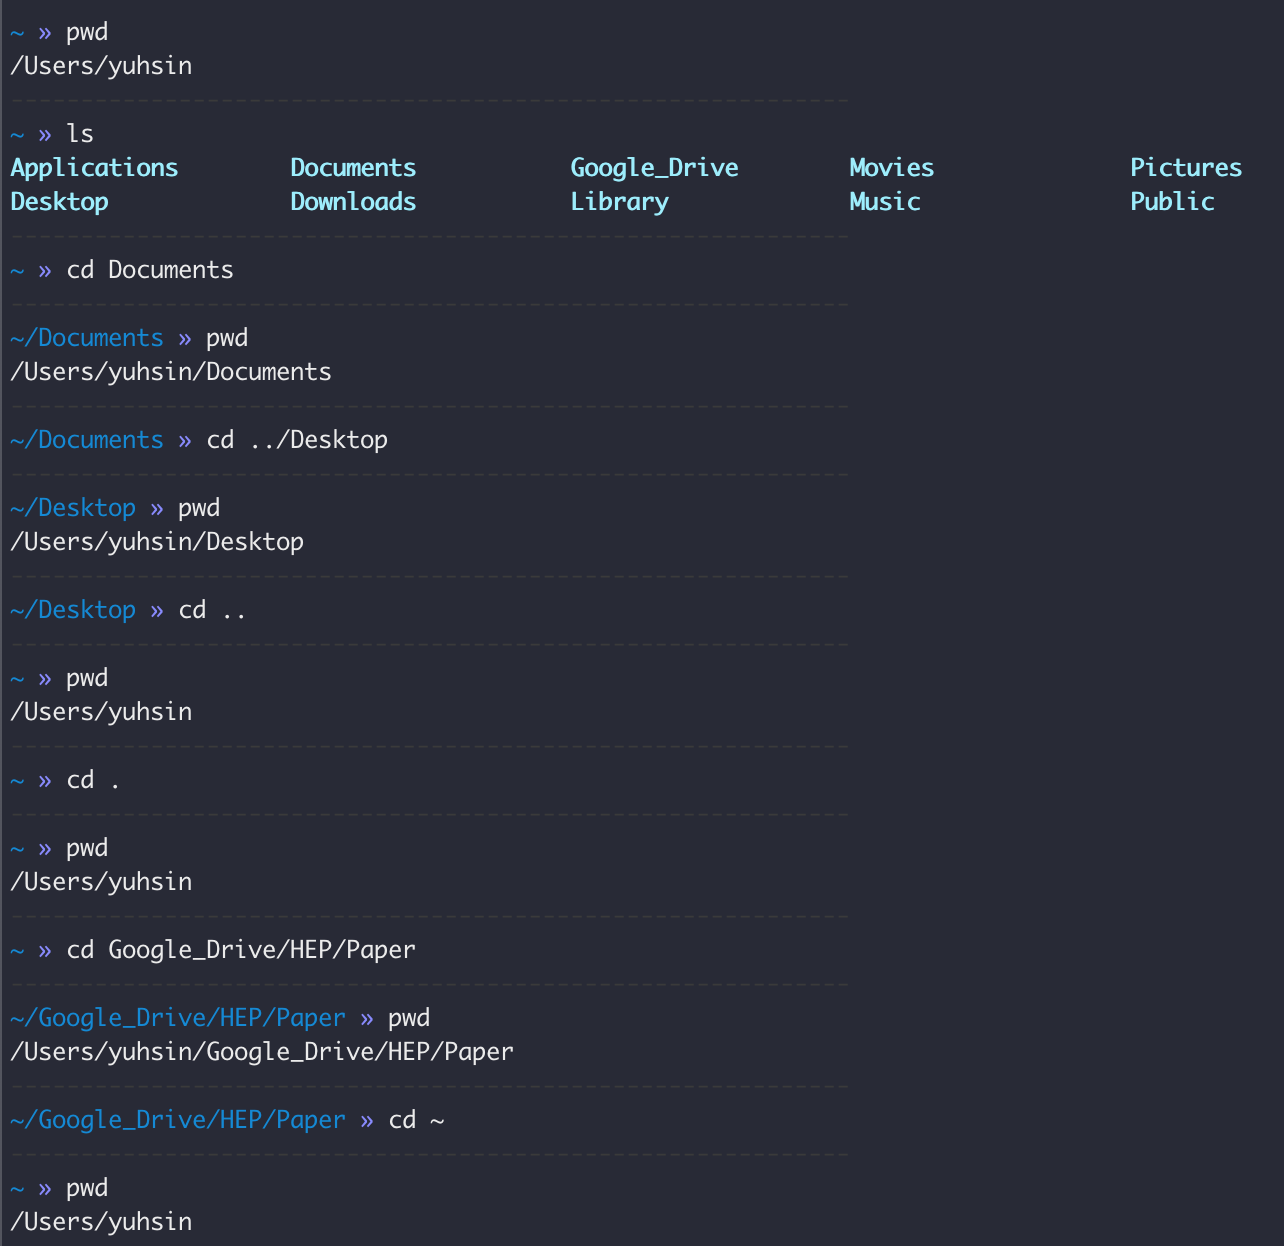 ~ » pwd
/Users/yuhsin
~ » ls
Applications Documents Google_Drive Movies Pictures
Desktop Downloads Library Music Public
~ » cd Documents
~/Documents » pwd
/Users/yuhsin/Documents
~/Documents » cd ../Desktop
~/Desktop » pwd
/Users/yuhsin/Desktop
~/Desktop » cd ..
~ » pwd
/Users/yuhsin
~ » cd .
~ » pwd
/Users/yuhsin
~ » cd Google_Drive/HEP/Paper
~/Google_Drive/HEP/Paper » pwd
/Users/yuhsin/Google_Drive/HEP/Paper
~/Google_Drive/HEP/Paper » cd ~
~ » pwd
/Users/yuhsin